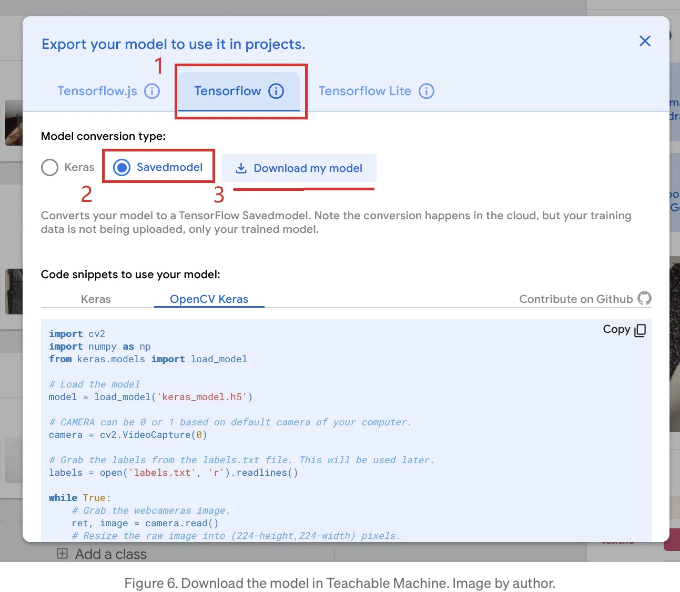 Export your model to use it in projects.
1
Tensorflow.js
Tensorflow
Tensorflow Lite
Model conversion type:
Keras
Savedmodel
Download my model
2
3
Converts your model to a TensorFlow Savedmodel. Note the conversion happens in the cloud, but your training
data is not being uploaded, only your trained model.
Code snippets to use your model:
Keras
OpenCV Keras
Contribute on Github
Copy
import cv2
import numpy as np
from keras.models import load_model
# Load the model
model = load_model('keras_model.h5')
# CAMERA can be 0 or 1 based on default camera of your computer.
camera = cv2.VideoCapture(0)
# Grab the labels from the labels.txt file. This will be used later.
labels = open('labels.txt', 'r').readlines()
while True:
# Grab the webcameras image.
ret, image = camera.read()
# Resize the raw image into (224-height,224-width) pixels.
Add a class
Figure 6. Download the model in Teachable Machine. Image by author.